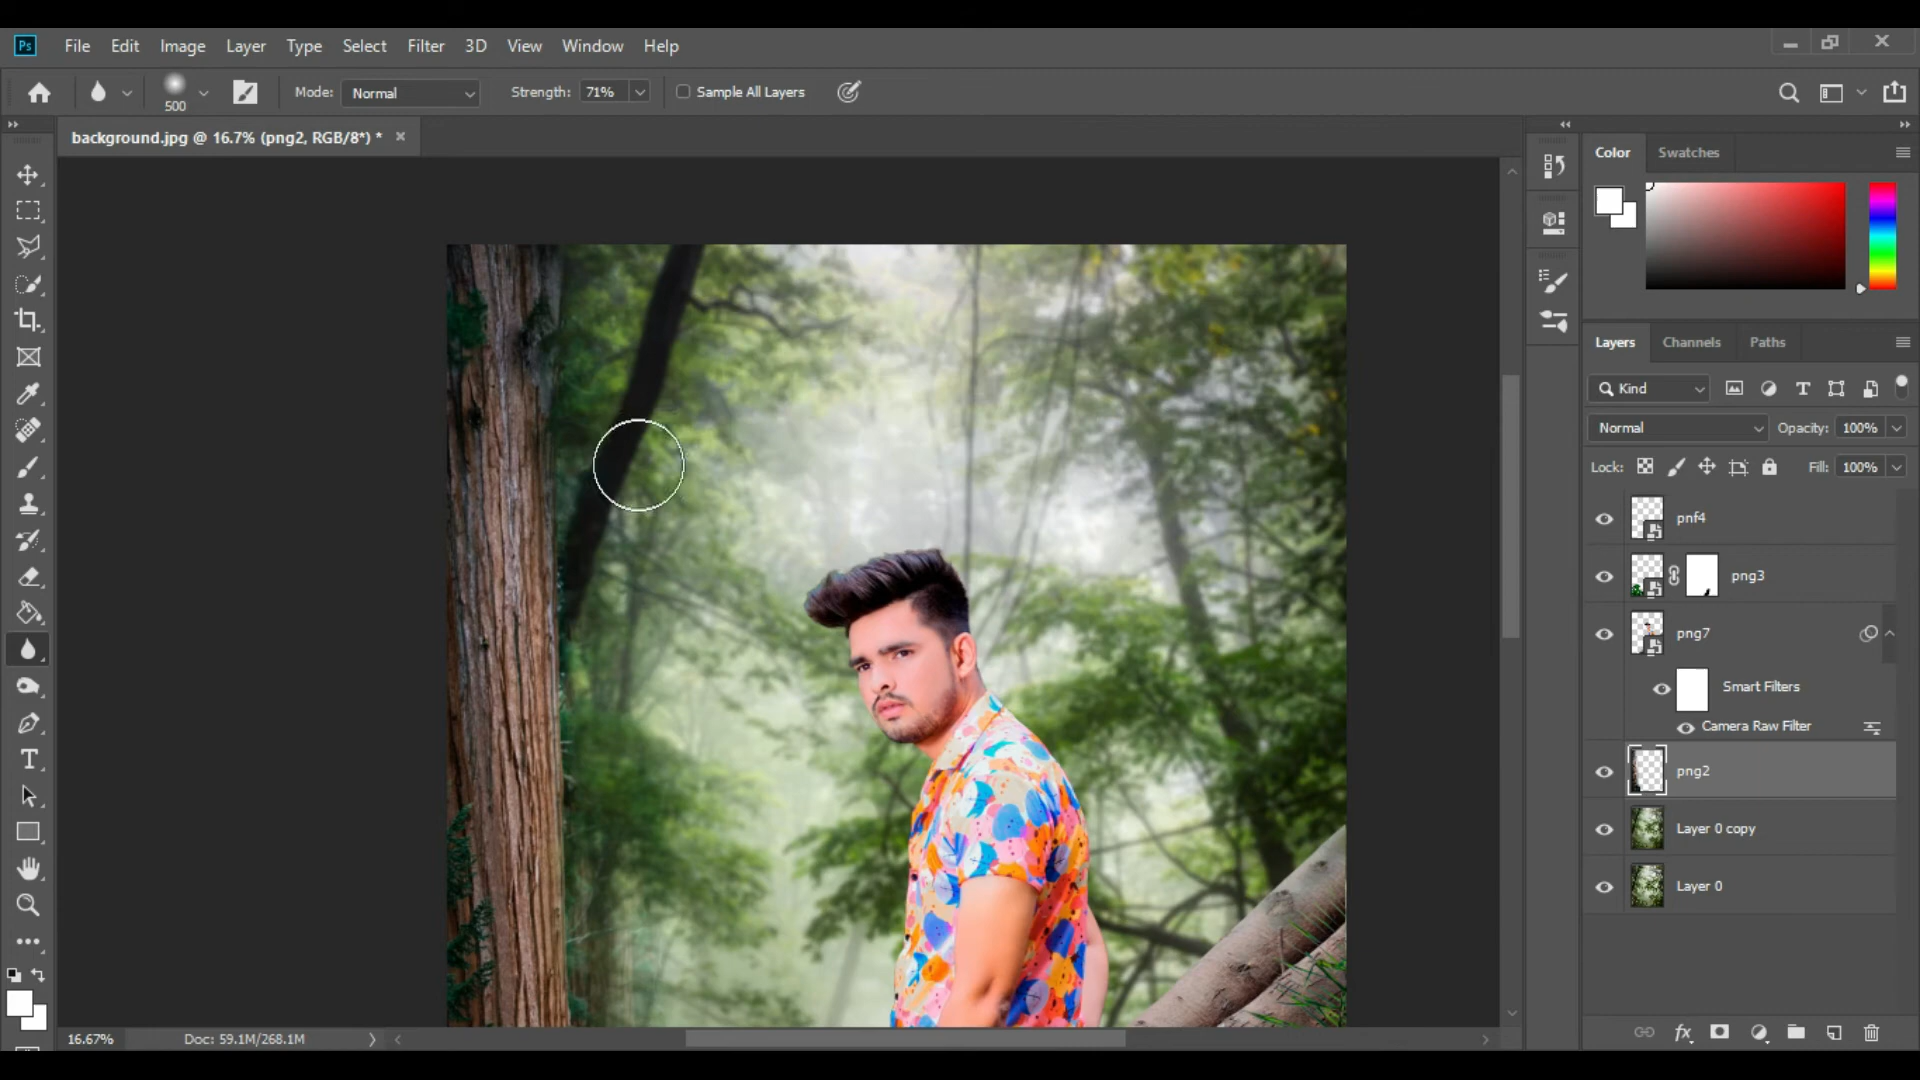 Ps File Edit Image Layer Type Select Filter 3D View Window Help
500 Mode: Normal Strength: 71% Sample All Layers
background.jpg @ 16.7% (png2, RGB/8*) *
Color Swatches
Layers Channels Paths
Kind
Normal Opacity: 100%
Lock: Fill: 100%
pnf4
png3
png7
Smart Filters
Camera Raw Filter
png2
Layer 0 copy
Layer 0
16.67% Doc: 59.1M/268.1M